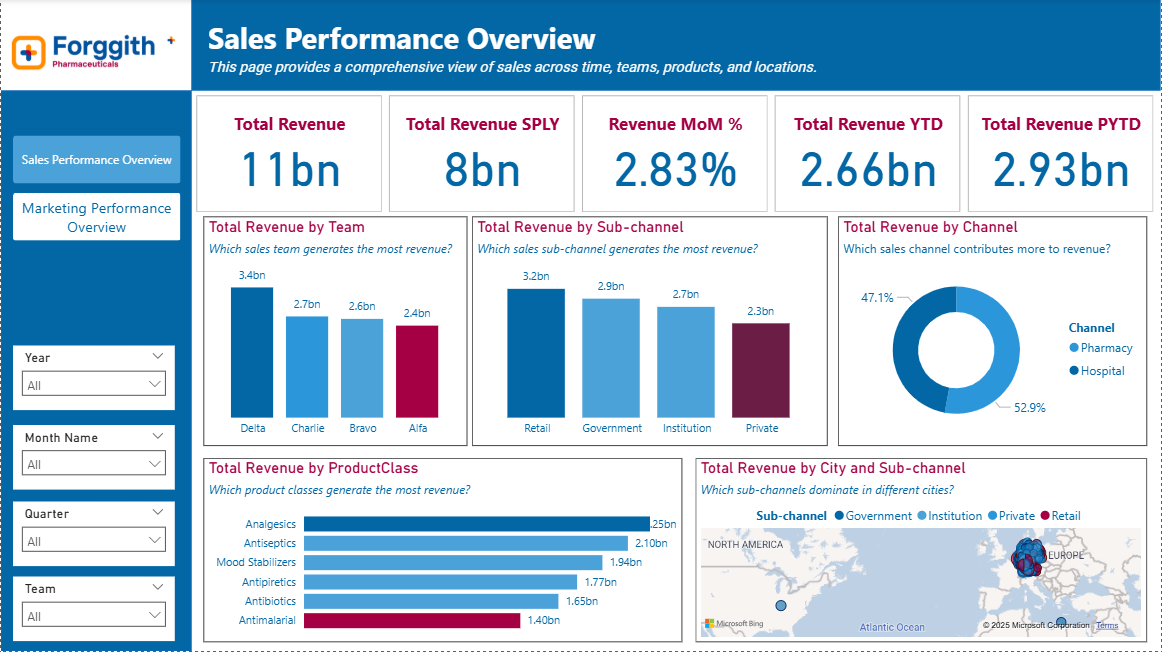 Forggith
Pharmaceuticals
Sales Performance Overview
This page provides a comprehensive view of sales across time, teams, products, and locations.
Sales Performance Overview
Marketing Performance
Overview
Year
All
Month Name
All
Quarter
All
Team
All
Total Revenue
11bn
Total Revenue SPLY
8bn
Revenue MoM %
2.83%
Total Revenue YTD
2.66bn
Total Revenue PYTD
2.93bn
Total Revenue by Team
Which sales team generates the most revenue?
3.4bn
2.7bn
2.6bn
2.4bn
Delta
Charlie
Bravo
Alfa
Total Revenue by Sub-channel
Which sales sub-channel generates the most revenue?
3.2bn
2.9bn
2.7bn
2.3bn
Retail
Government
Institution
Private
Total Revenue by Channel
Which sales channel contributes more to revenue?
47.1%
52.9%
Channel
Pharmacy
Hospital
Total Revenue by ProductClass
Which product classes generate the most revenue?
Analgesics .25bn
Antiseptics 2.10bn
Mood Stabilizers 1.94bn
Antipiretics 1.77bn
Antibiotics 1.65bn
Antimalarial 1.40bn
Total Revenue by City and Sub-channel
Which sub-channels dominate in different cities?
Sub-channel Government Institution Private Retail
NORTH AMERICA
EUROPE
Atlantic Ocean
Microsoft Bing
© 2025 Microsoft Corporation Terms